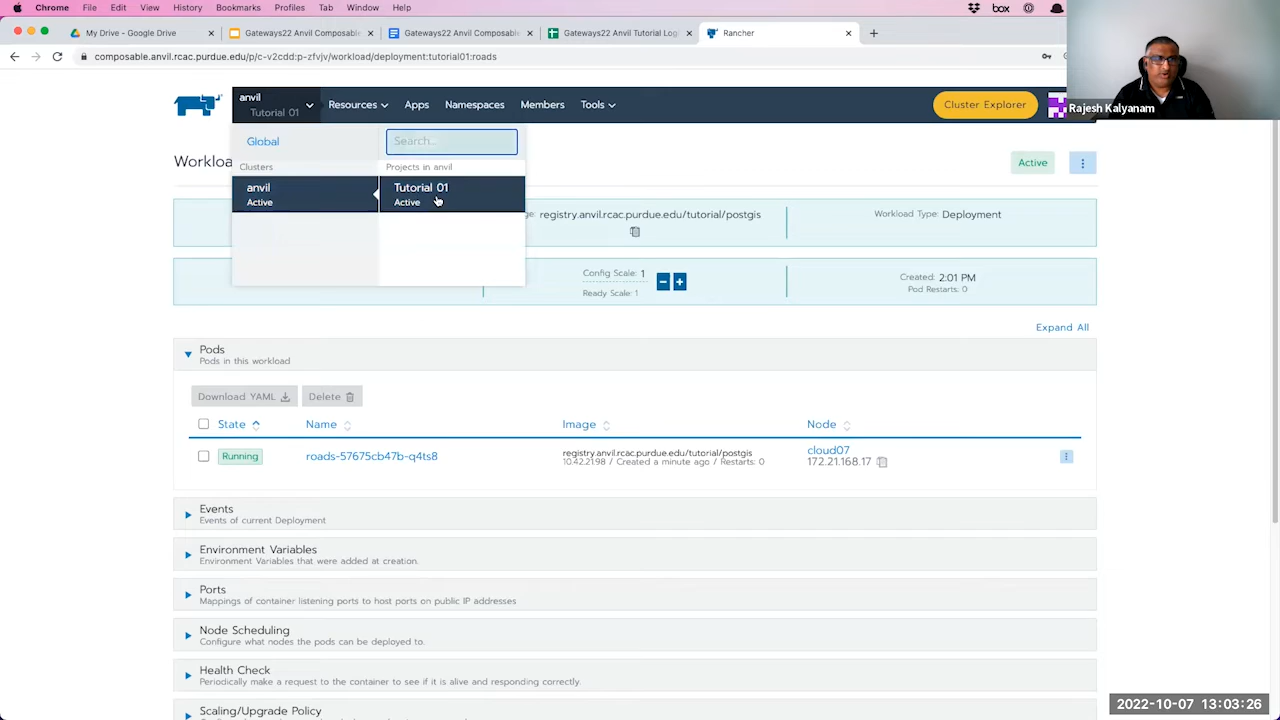 Chrome File Edit View History Bookmarks Profiles Tab Window Help box
My Drive - Google Drive
Gateways22 Anvil Composable
Gateways22 Anvil Composable
Gateways22 Anvil Tutorial Log
Rancher
composable.anvil.rcac.purdue.edu/p/c-v2cdd:p-zfvjv/workload/deployment:tutorial01:roads
Rajesh Kalyanam
anvil
Tutorial 01
Resources Apps Namespaces Members Tools
Cluster Explorer
Global
Search...
Clusters
Projects in anvil
anvil
Active
Tutorial 01
Active
Workloa
Active
ge: registry.anvil.rcac.purdue.edu/tutorial/postgis
Workload Type: Deployment
Config Scale: 1
Ready Scale: 1
Created: 2:01 PM
Pod Restarts: 0
Expand All
Pods
Pods in this workload
Download YAML
Delete
State Name Image Node
Running
roads-57675cb47b-q4ts8
registry.anvil.rcac.purdue.edu/tutorial/postgis
10.42.21.98 / Created a minute ago / Restarts: 0
cloud07
172.21.168.17
Events
Events of current Deployment
Environment Variables
Environment Variables that were added at creation.
Ports
Mappings of container listening ports to host ports on public IP addresses
Node Scheduling
Configure what nodes the pods can be deployed to.
Health Check
Periodically make a request to the container to see if it is alive and responding correctly.
Scaling/Upgrade Policy
2022-10-07 13:03:26